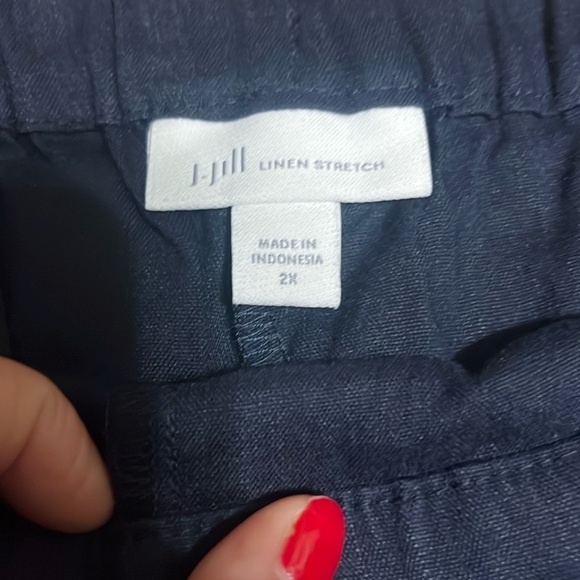 J.Jill LINEN STRETCH
MADE IN
INDONESIA
2X